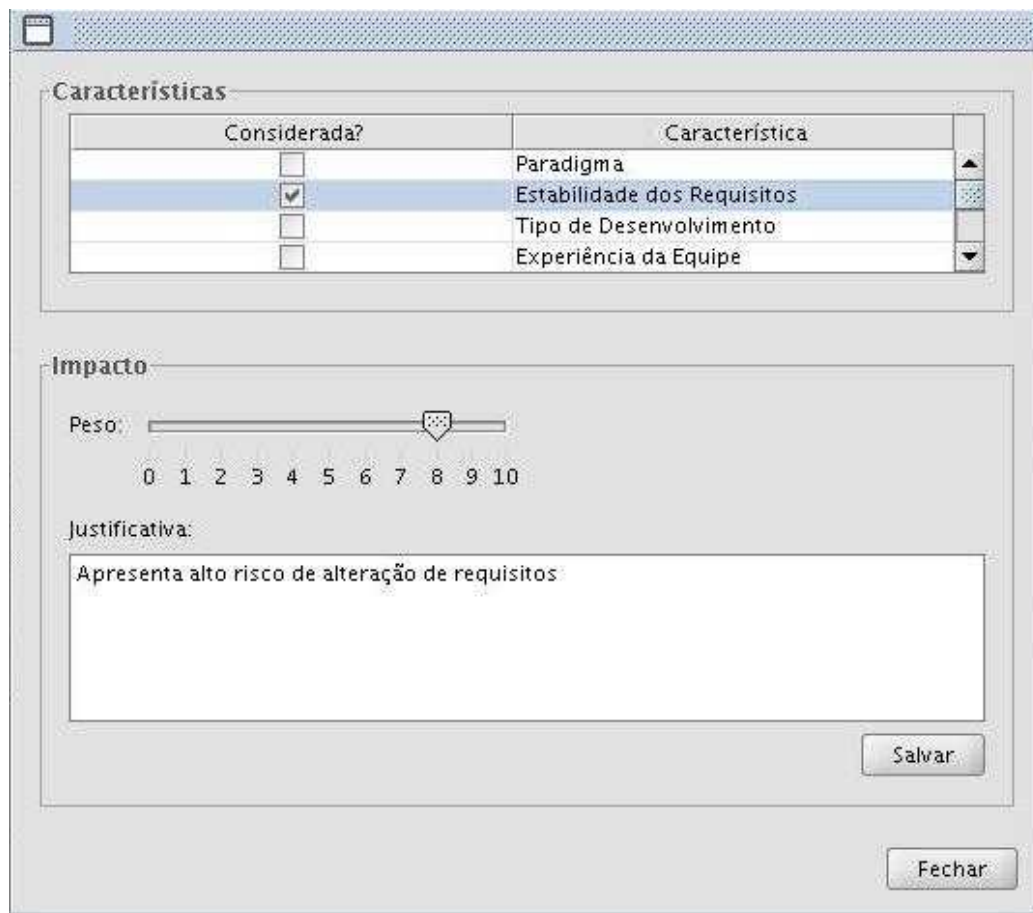 Características
Considerada? Característica
Paradigma
Estabilidade dos Requisitos
Tipo de Desenvolvimento
Experiência da Equipe
Impacto
Peso:
0 1 2 3 4 5 6 7 8 9 10
Justificativa:
Apresenta alto risco de alteração de requisitos
Salvar
Fechar